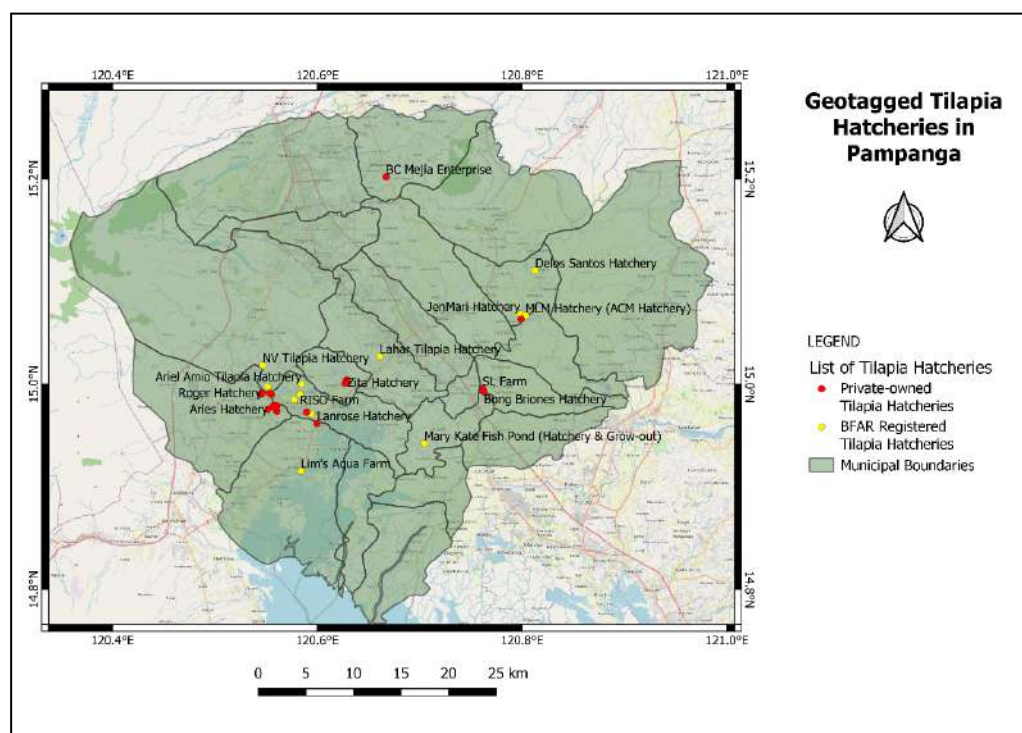 120.4°E 120.6°E 120.8°E 121.0°E
Geotagged Tilapia
Hatcheries in
Pampanga
15.2°N
15.2°N
BC Mejia Enterprise
Delos Santos Hatchery
JenMari Hatchery
MLM Hatchery (ACM Hatchery)
Lahar Tilapia Hatchery
NV Tilapia Hatchery
Ariel Amio Tilapia Hatchery
Zita Hatchery
SL Farm
15.0°N
15.0°N
Roger Hatchery
RISO Farm
Bong Briones Hatchery
Aries Hatchery
Lanrose Hatchery
Mary Kate Fish Pond (Hatchery & Grow-out)
Lim's Aqua Farm
14.8°N
14.8°N
120.4°E 120.6°E 120.8°E 121.0°E
0 5 10 15 20 25 km
LEGEND
List of Tilapia Hatcheries
Private-owned
Tilapia Hatcheries
BFAR Registered
Tilapia Hatcheries
Municipal Boundaries